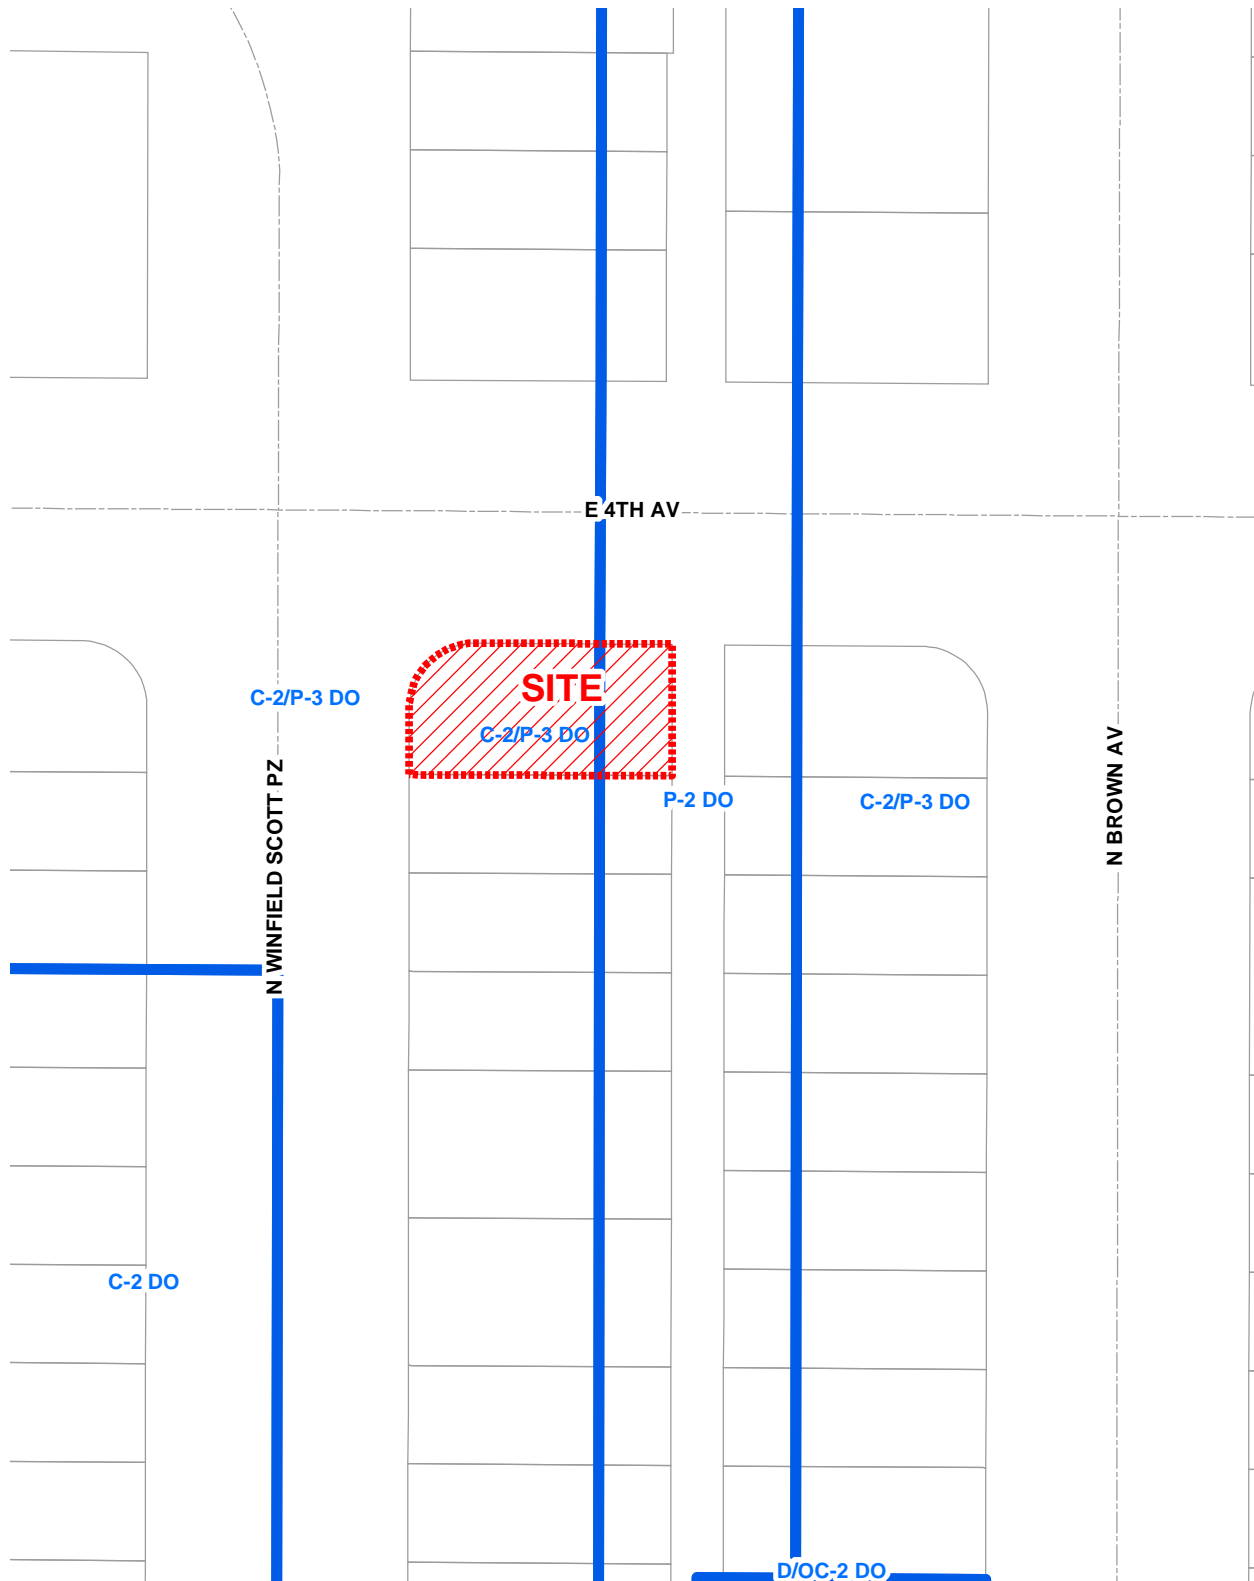 E 4TH AV
SITE
C-2/P-3 DO
C-2/P-3 DO
N WINFIELD SCOTT PZ
P-2 DO
C-2/P-3 DO
N BROWN AV
C-2 DO
D/OC-2 DO